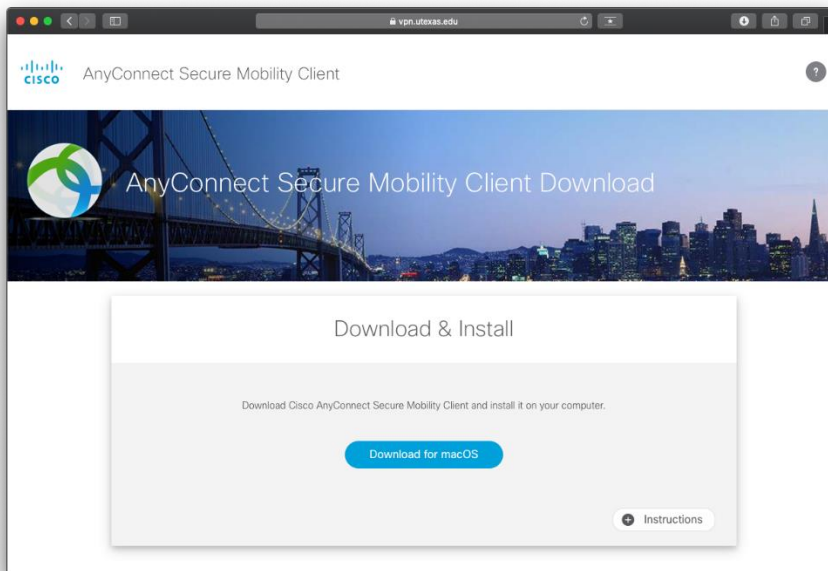 vpn.utexas.edu
CISCO AnyConnect Secure Mobility Client
?
AnyConnect Secure Mobility Client Download
Download & Install
Download Cisco AnyConnect Secure Mobility Client and install it on your computer.
Download for macOS
Instructions